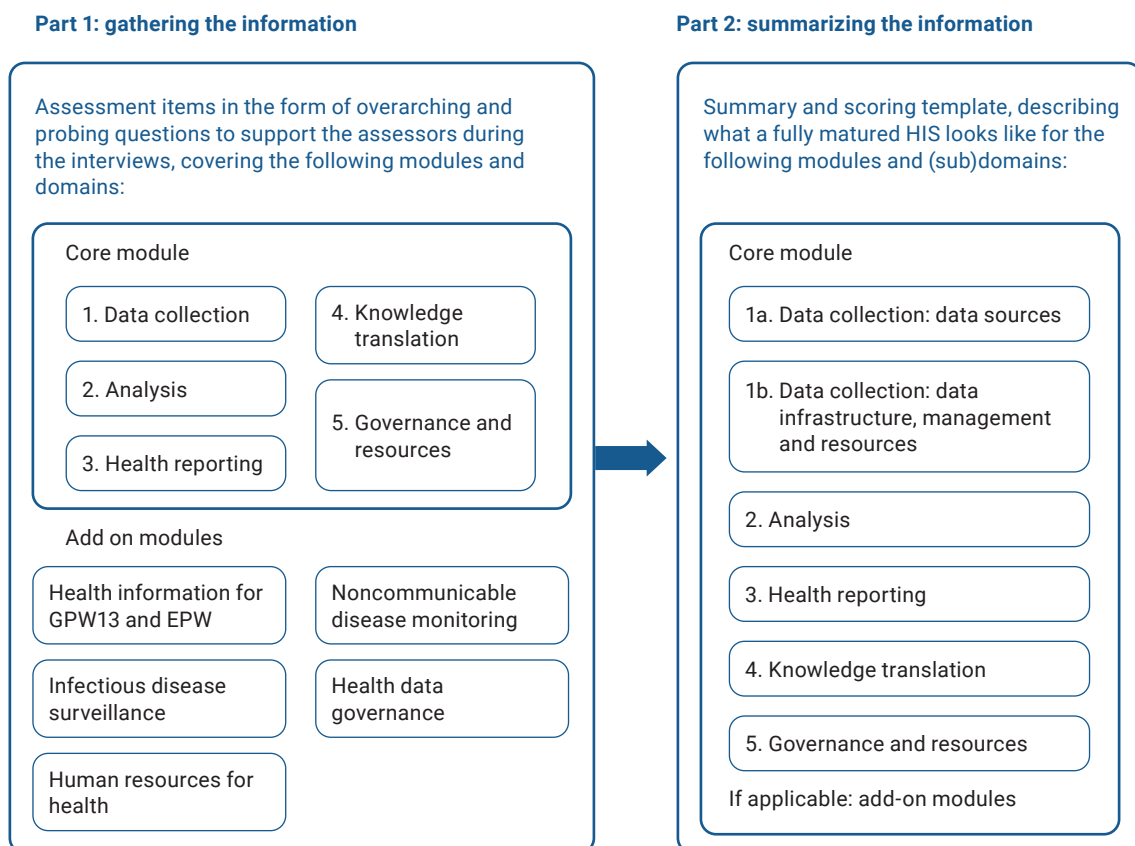 Part 1: gathering the information
Assessment items in the form of overarching and
probing questions to support the assessors during
the interviews, covering the following modules and
domains:
Core module
1. Data collection
2. Analysis
3. Health reporting
4. Knowledge
translation
5. Governance and
resources
Add on modules
Health information for
GPW13 and EPW
Infectious disease
surveillance
Human resources for
health
Noncommunicable
disease monitoring
Health data
governance
Part 2: summarizing the information
Summary and scoring template, describing
what a fully matured HIS looks like for the
following modules and (sub)domains:
Core module
1a. Data collection: data sources
1b. Data collection: data
infrastructure, management
and resources
2. Analysis
3. Health reporting
4. Knowledge translation
5. Governance and resources
If applicable: add-on modules